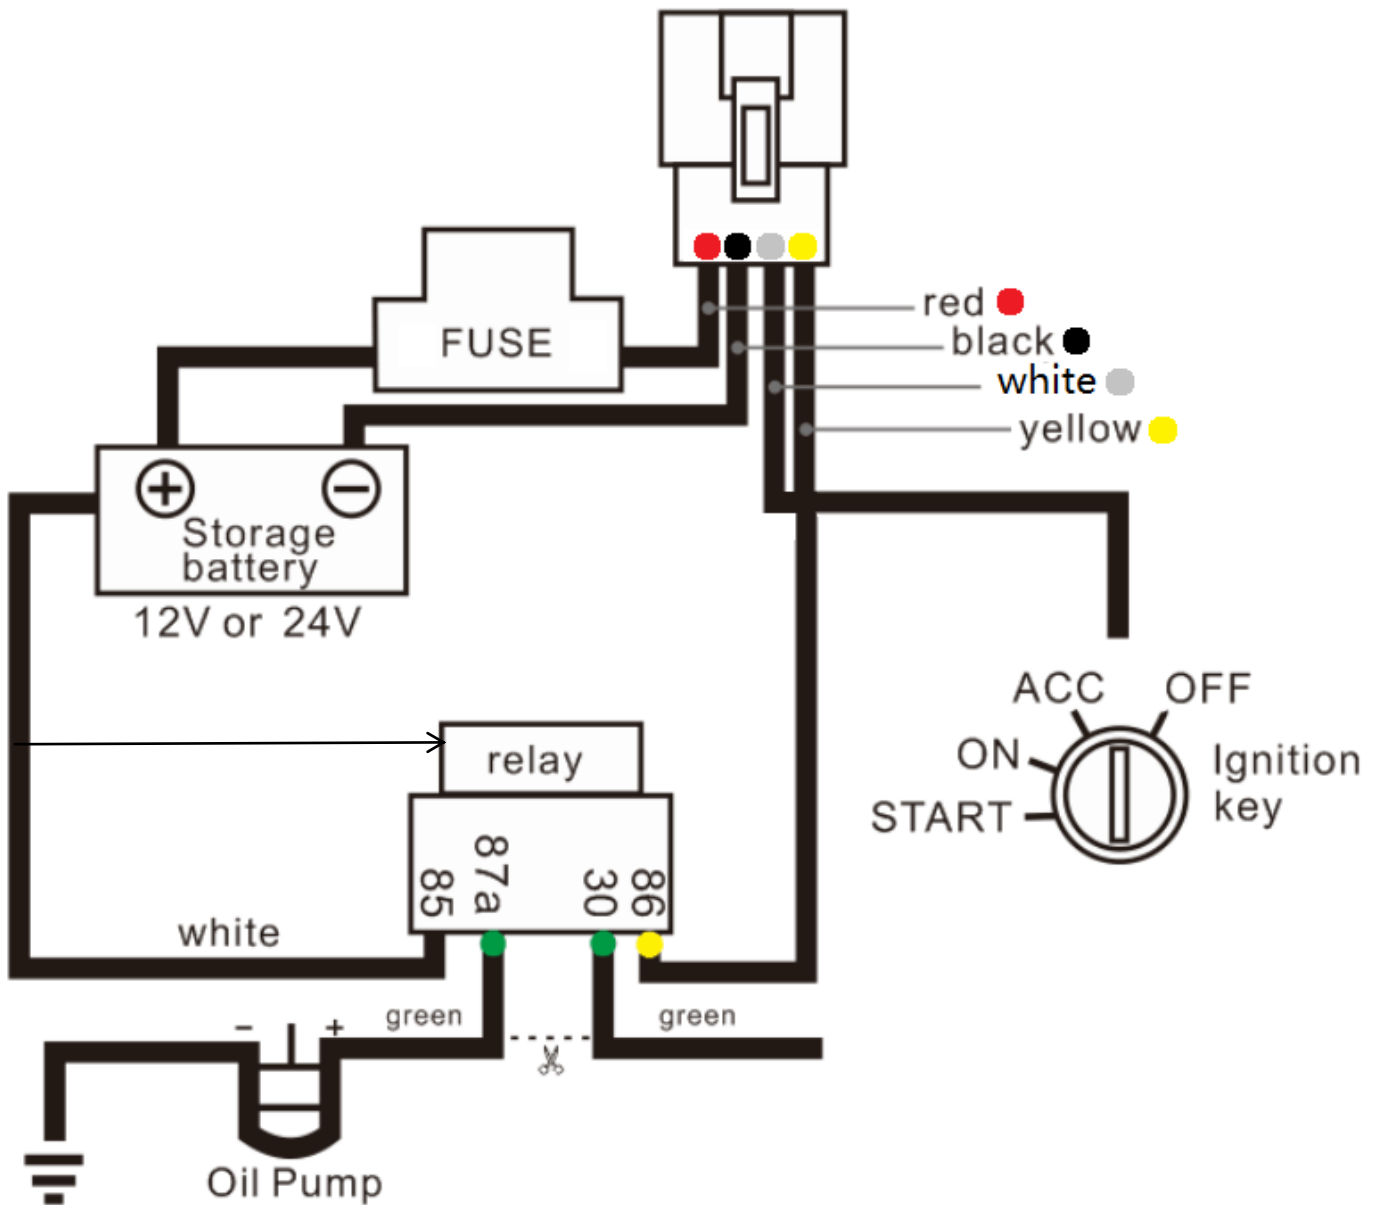 red
black
white
yellow
FUSE
+ −
Storage
battery
12V or 24V
ACC OFF
ON
START
Ignition
key
relay
85 87a 30 86
white
green green
− +
Oil Pump